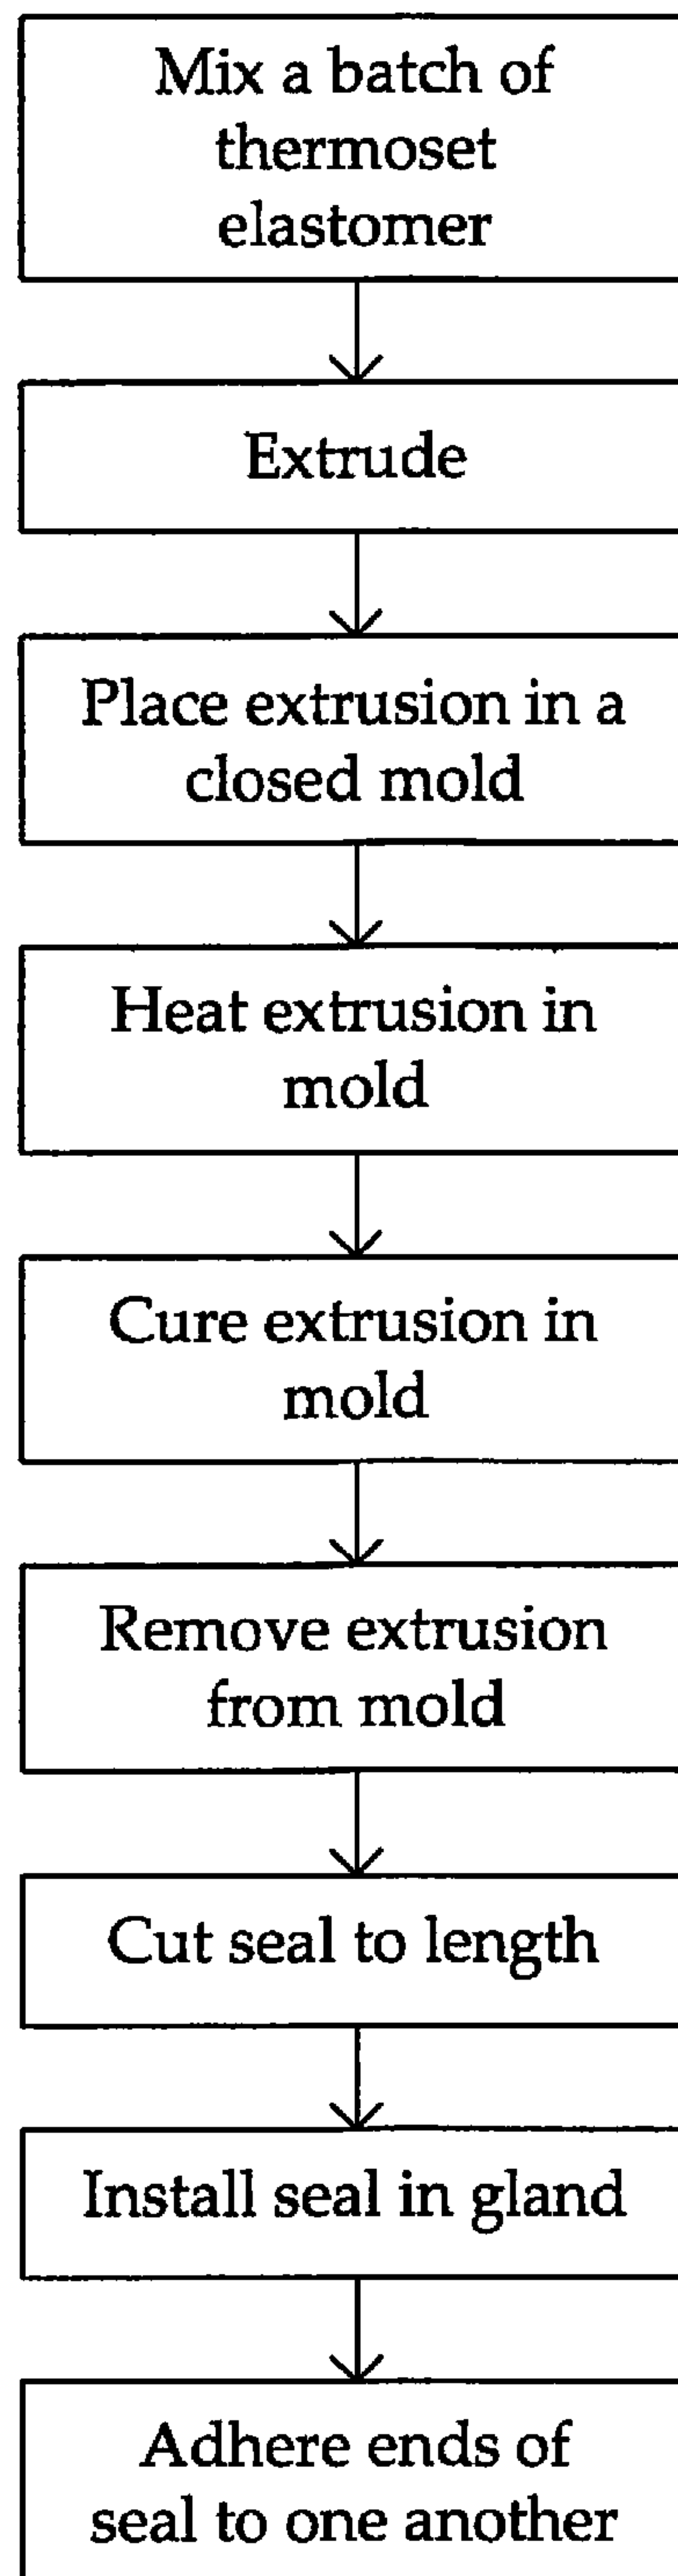 Mix a batch of
thermoset
elastomer
Extrude
Place extrusion in a
closed mold
Heat extrusion in
mold
Cure extrusion in
mold
Remove extrusion
from mold
Cut seal to length
Install seal in gland
Adhere ends of
seal to one another